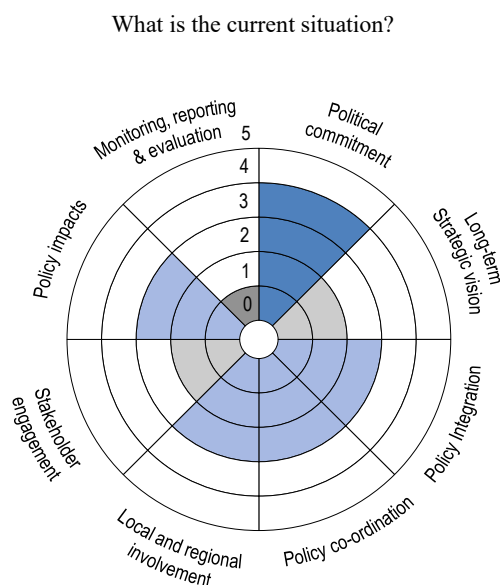 What is the current situation?
Monitoring, reporting
& evaluation
Political
commitment
Long-term
Strategic vision
Policy Integration
Policy co-ordination
Local and regional
involvement
Stakeholder
engagement
Policy impacts
5
4
3
2
1
0